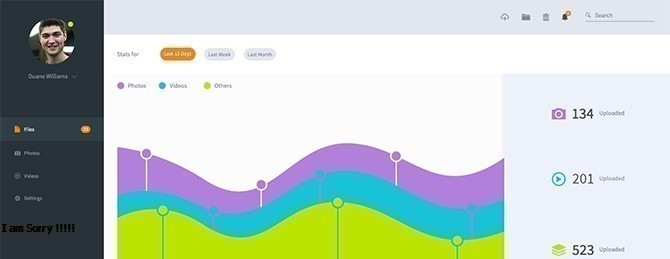 Search
Stats for
Last 15 Days
Last Week
Last Month
Duane Williams
Photos
Videos
Others
134 Uploaded
Files
Photos
Videos
201 Uploaded
Settings
I am Sorry !!!!!
523 Uploaded